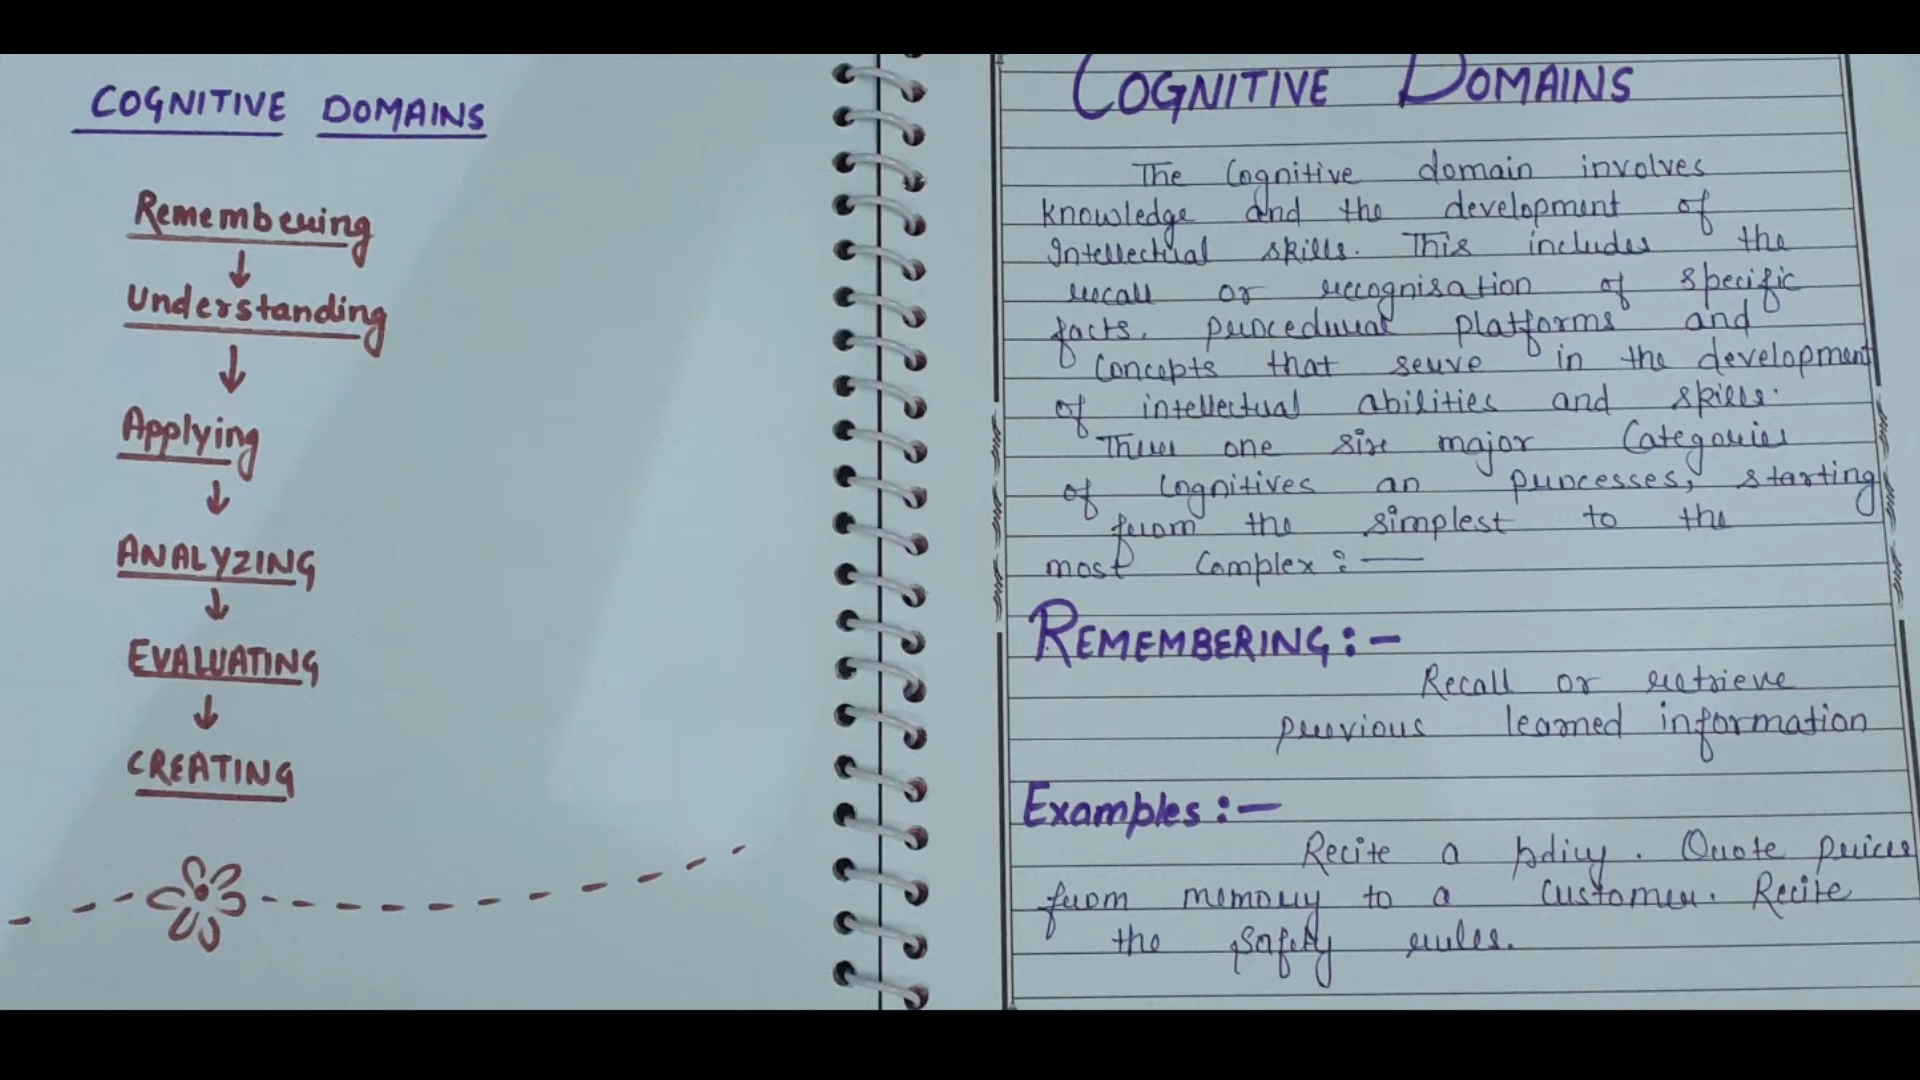 COGNITIVE DOMAINS
Remembering
Understanding
Applying
ANALYZING
EVALUATING
CREATING
COGNITIVE DOMAINS
The Cognitive domain involves
knowledge and the development of
Intellectual skills. This includes the
recall or recognisation of specific
facts, procedural platforms and
Concepts that serve in the development
of intellectual abilities and skills.
There one six major Categories
of Cognitives an processes, starting
from the simplest to the
most Complex :—
REMEMBERING:-
Recall or retrieve
previous learned information
Examples:—
Recite a policy. Quote prices
from memory to a customer. Recite
the safety rules.